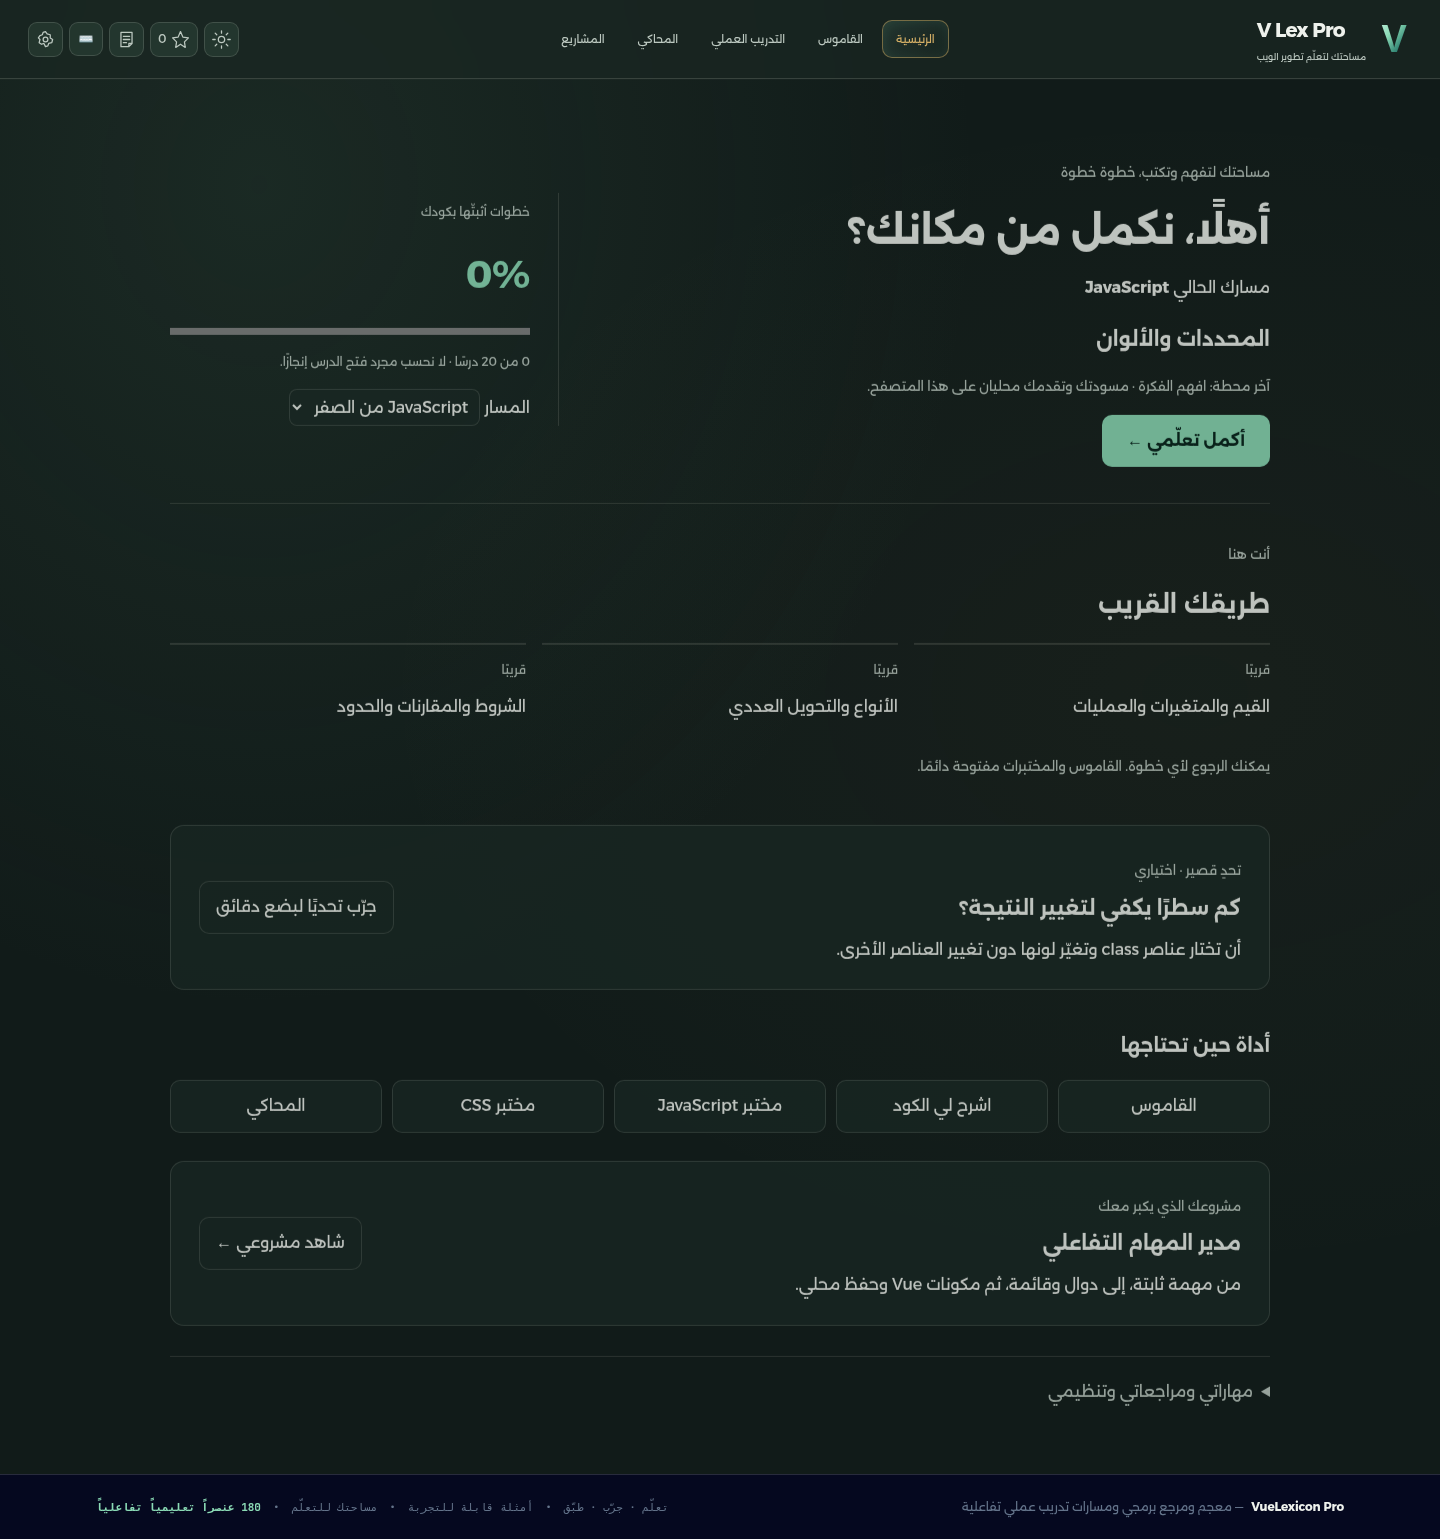 V
V Lex Pro
مساحتك لتعلّم تطوير الويب
الرئيسية
القاموس
التدريب العملي
المحاكي
المشاريع
0
مساحتك لتفهم وتكتب، خطوة خطوة
أهلًا، نكمل من مكانك؟
مسارك الحالي JavaScript
المحددات والألوان
آخر محطة: افهم الفكرة · مسودتك وتقدمك محليان على هذا المتصفح.
أكمل تعلّمي ←
خطوات أثبتّها بكودك
0%
0 من 20 درسًا · لا نحسب مجرد فتح الدرس إنجازًا.
المسار JavaScript من الصفر
أنت هنا
طريقك القريب
قريبًا
القيم والمتغيرات والعمليات
قريبًا
الأنواع والتحويل العددي
قريبًا
الشروط والمقارنات والحدود
يمكنك الرجوع لأي خطوة. القاموس والمختبرات مفتوحة دائمًا.
تحدٍ قصير · اختياري
كم سطرًا يكفي لتغيير النتيجة؟
أن تختار عناصر class وتغيّر لونها دون تغيير العناصر الأخرى.
جرّب تحديًا لبضع دقائق
أداة حين تحتاجها
القاموس
اشرح لي الكود
مختبر JavaScript
مختبر CSS
المحاكي
مشروعك الذي يكبر معك
مدير المهام التفاعلي
من مهمة ثابتة، إلى دوال وقائمة، ثم مكونات Vue وحفظ محلي.
شاهد مشروعي ←
مهاراتي ومراجعاتي وتنظيمي
VueLexicon Pro — معجم ومرجع برمجي ومسارات تدريب عملي تفاعلية
تعلّم · جرّب · طبّق • أمثلة قابلة للتجربة • مساحتك للتعلّم • 180 عنصراً تعليمياً تفاعلياً